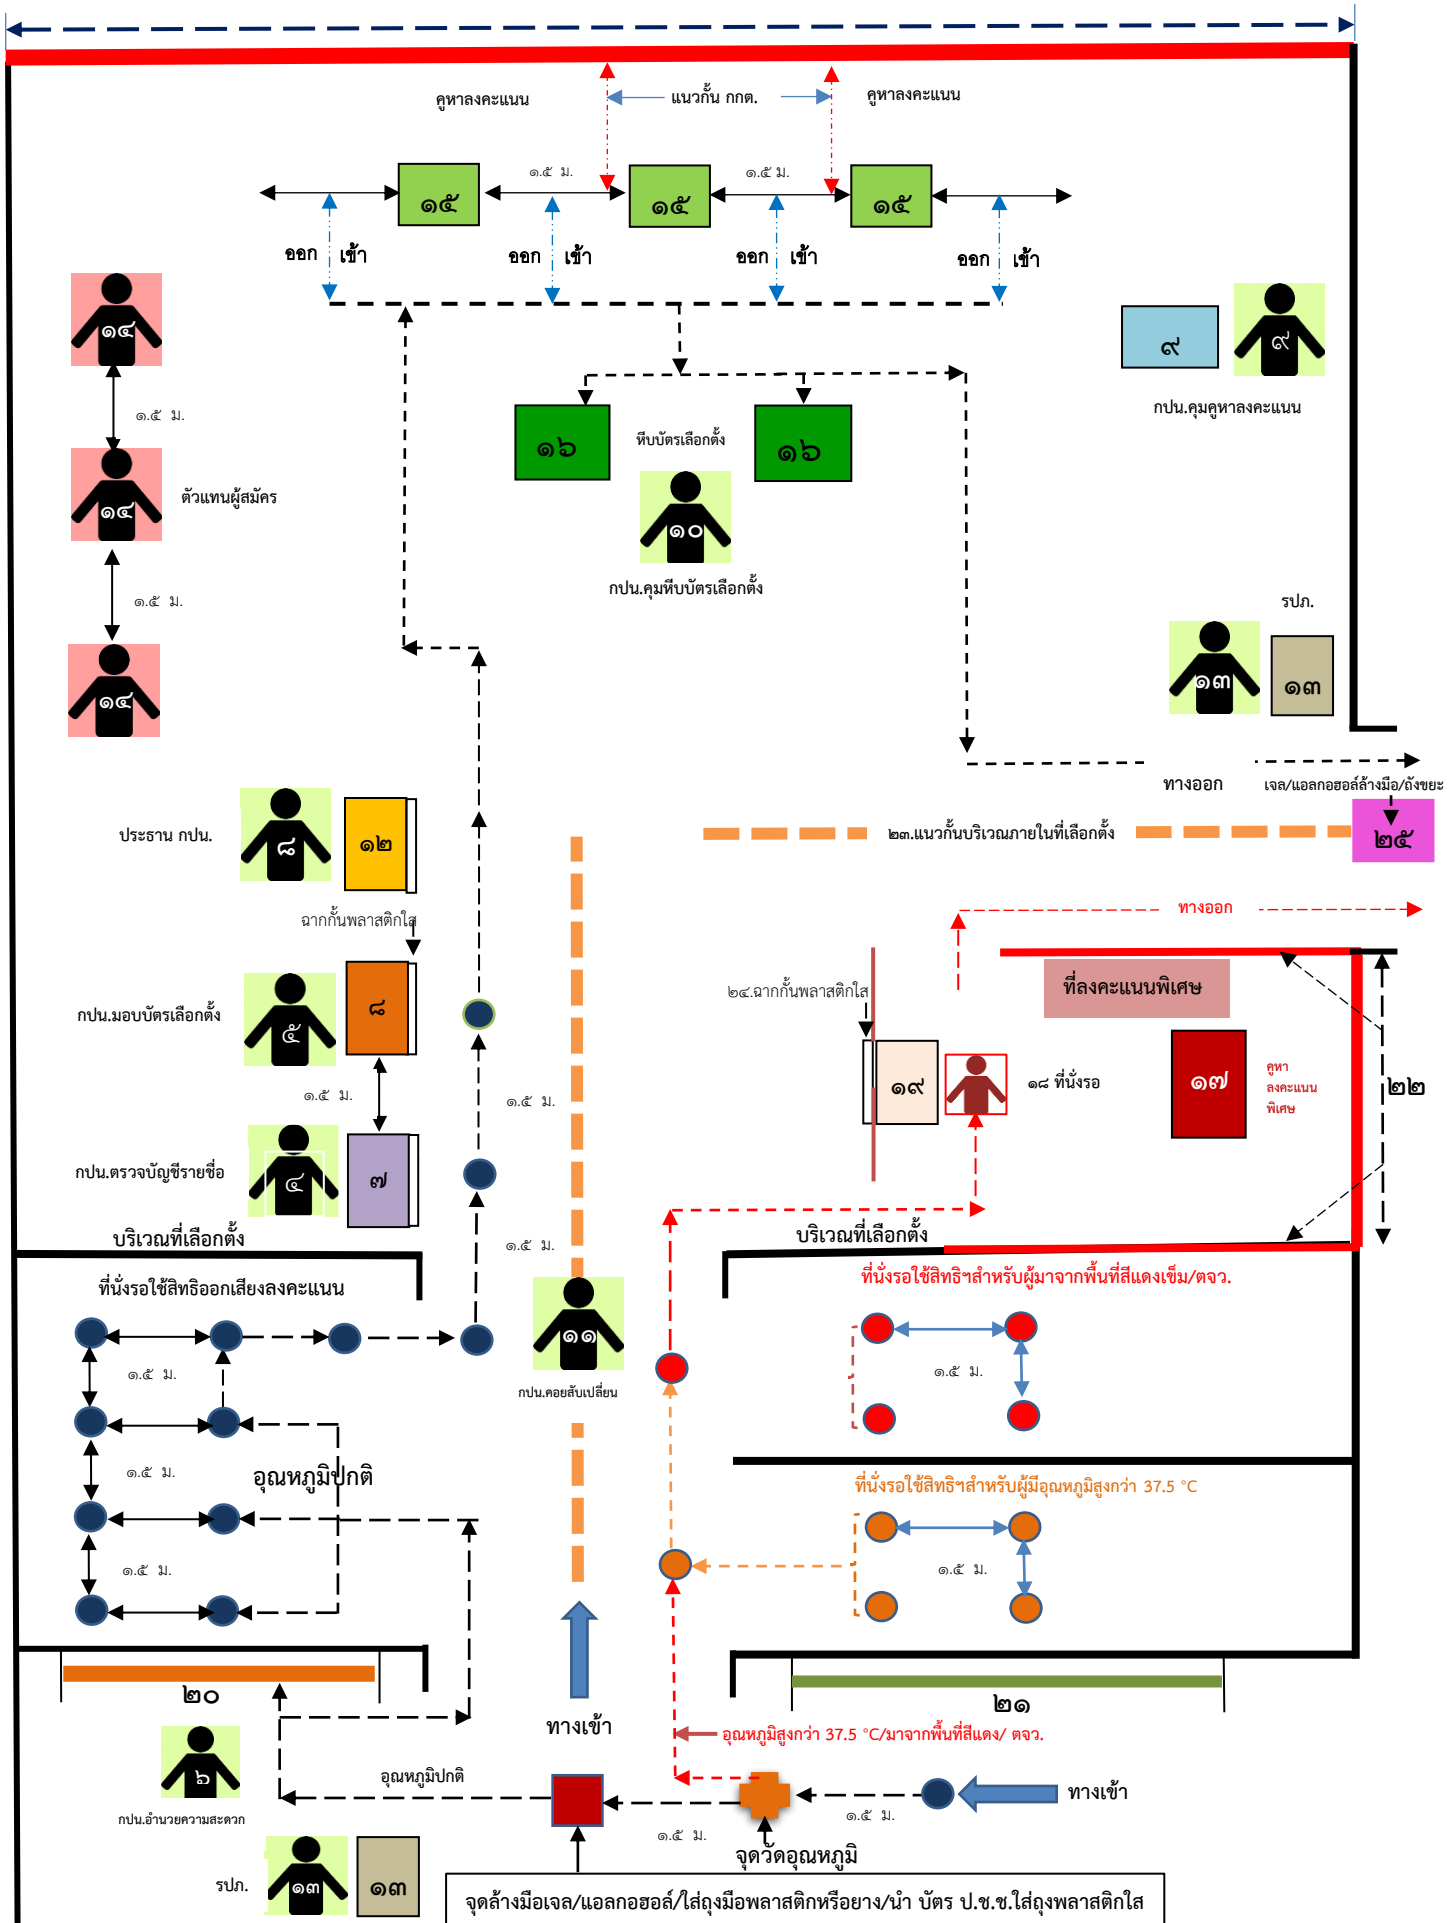 คูหาลงคะแนน
แนวกั้น กกต.
คูหาลงคะแนน
๑.๕ ม.
๑.๕ ม.
๑๕
๑๕
๑๕
ออก เข้า
ออก เข้า
ออก เข้า
ออก เข้า
๑๔
๙
๙
กปน.คุมคูหาลงคะแนน
๑.๕ ม.
๑๖
หีบบัตรเลือกตั้ง
๑๖
๑๔
ตัวแทนผู้สมัคร
๑๐
กปน.คุมหีบบัตรเลือกตั้ง
๑.๕ ม.
รปภ.
๑๔
๑๓
๑๓
ทางออก
เจล/แอลกอฮอล์ล้างมือ/ถังขยะ
ประธาน กปน.
๘
๑๒
๒๓.แนวกั้นบริเวณภายในที่เลือกตั้ง
๒๕
ฉากกั้นพลาสติกใส
ทางออก
๒๔.ฉากกั้นพลาสติกใส
ที่ลงคะแนนพิเศษ
กปน.มอบบัตรเลือกตั้ง
๕
๘
๑๙
๑๘ ที่นั่งรอ
๑๗
คูหา
ลงคะแนน
พิเศษ
๒๒
๑.๕ ม.
๑.๕ ม.
กปน.ตรวจบัญชีรายชื่อ
๔
๗
บริเวณที่เลือกตั้ง
๑.๕ ม.
บริเวณที่เลือกตั้ง
ที่นั่งรอใช้สิทธิออกเสียงลงคะแนน
ที่นั่งรอใช้สิทธิฯสำหรับผู้มาจากพื้นที่สีแดงเข็ม/ตจว.
๑๑
กปน.คอยสับเปลี่ยน
๑.๕ ม.
๑.๕ ม.
๑.๕ ม.
อุณหภูมิปกติ
ที่นั่งรอใช้สิทธิฯสำหรับผู้มีอุณหภูมิสูงกว่า 37.5 °C
๑.๕ ม.
๑.๕ ม.
๒๐
๒๑
ทางเข้า
อุณหภูมิสูงกว่า 37.5 °C/มาจากพื้นที่สีแดง/ ตจว.
๖
กปน.อำนวยความสะดวก
อุณหภูมิปกติ
ทางเข้า
๑.๕ ม.
๑.๕ ม.
จุดวัดอุณหภูมิ
รปภ.
๑๓
๑๓
จุดล้างมือเจล/แอลกอฮอล์/ใส่ถุงมือพลาสติกหรือยาง/นำ บัตร ป.ช.ช.ใส่ถุงพลาสติกใส